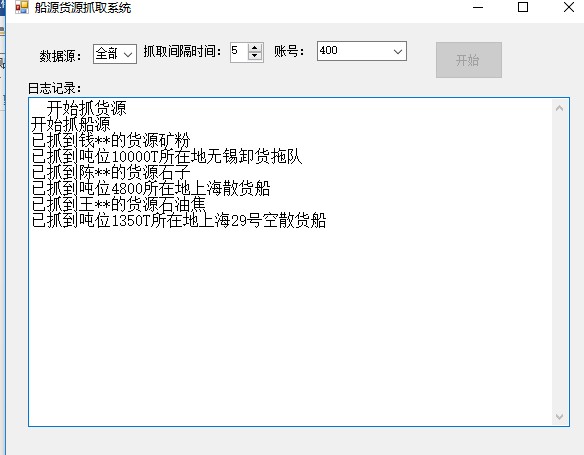 船源货源抓取系统
数据源： 全部 抓取间隔时间： 5 账号： 400 开始
日志记录：
开始抓货源
开始抓船源
已抓到钱**的货源矿粉
已抓到吨位10000T所在地无锡卸货拖队
已抓到陈**的货源石子
已抓到吨位4800所在地上海散货船
已抓到王**的货源石油焦
已抓到吨位1350T所在地上海29号空散货船